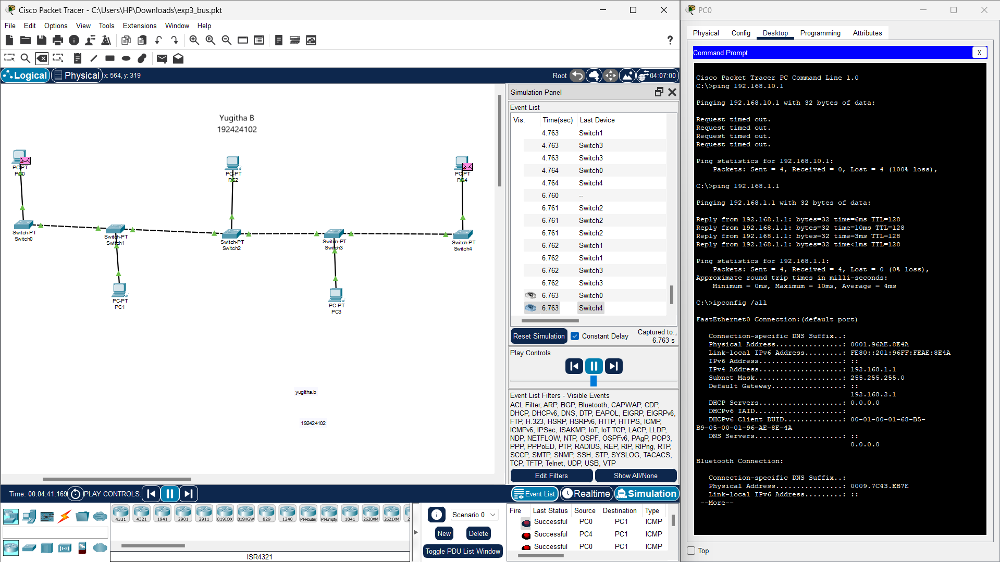 Cisco Packet Tracer - C:\Users\HP\Downloads\exp3_bus.pkt
File Edit Options View Tools Extensions Window Help
?
Logical Physical x: 564, y: 319
Root 04:07:00
Yugitha B
192424102
PC-PT
PC0
PC-PT
PC2
PC-PT
PC4
Switch-PT
Switch0
Switch-PT
Switch1
Switch-PT
Switch2
Switch-PT
Switch3
Switch-PT
Switch4
PC-PT
PC1
PC-PT
PC3
yugitha.b
192424102
Simulation Panel
Event List
Vis. Time(sec) Last Device
4.763 Switch1
4.763 Switch3
4.763 Switch3
4.764 Switch0
4.764 Switch4
6.760 --
6.761 Switch2
6.761 Switch2
6.761 Switch2
6.762 Switch1
6.762 Switch1
6.762 Switch3
6.762 Switch3
6.763 Switch0
6.763 Switch4
Reset Simulation Constant Delay Captured to:
6.763 s
Play Controls
Event List Filters - Visible Events
ACL Filter, ARP, BGP, Bluetooth, CAPWAP, CDP,
DHCP, DHCPv6, DNS, DTP, EAPOL, EIGRP, EIGRPv6,
FTP, H.323, HSRP, HSRPv6, HTTP, HTTPS, ICMP,
ICMPv6, IPSec, ISAKMP, IoT, IoT TCP, LACP, LLDP,
NDP, NETFLOW, NTP, OSPF, OSPFv6, PAgP, POP3,
PPP, PPPoED, PTP, RADIUS, REP, RIP, RIPng, RTP,
SCCP, SMTP, SNMP, SSH, STP, SYSLOG, TACACS,
TCP, TFTP, Telnet, UDP, USB, VTP
Edit Filters Show All/None
Time: 00:04:41.169 PLAY CONTROLS:
Event List Realtime Simulation
4331 4321 1941 2901 2911 819IOX 819HGW 829 1240 PT-Router PT-Empty 1841 2620XM 2621XM 2
ISR4321
Scenario 0
New Delete
Toggle PDU List Window
Fire Last Status Source Destination Type
Successful PC0 PC1 ICMP
Successful PC4 PC1 ICMP
Successful PC0 PC1 ICMP
PC0
Physical Config Desktop Programming Attributes
Command Prompt X
Cisco Packet Tracer PC Command Line 1.0
C:\>ping 192.168.10.1
Pinging 192.168.10.1 with 32 bytes of data:
Request timed out.
Request timed out.
Request timed out.
Request timed out.
Ping statistics for 192.168.10.1:
Packets: Sent = 4, Received = 0, Lost = 4 (100% loss),
C:\>ping 192.168.1.1
Pinging 192.168.1.1 with 32 bytes of data:
Reply from 192.168.1.1: bytes=32 time=6ms TTL=128
Reply from 192.168.1.1: bytes=32 time=10ms TTL=128
Reply from 192.168.1.1: bytes=32 time=3ms TTL=128
Reply from 192.168.1.1: bytes=32 time<1ms TTL=128
Ping statistics for 192.168.1.1:
Packets: Sent = 4, Received = 4, Lost = 0 (0% loss),
Approximate round trip times in milli-seconds:
Minimum = 0ms, Maximum = 10ms, Average = 4ms
C:\>ipconfig /all
FastEthernet0 Connection:(default port)
Connection-specific DNS Suffix..:
Physical Address................: 0001.96AE.8E4A
Link-local IPv6 Address.........: FE80::201:96FF:FEAE:8E4A
IPv6 Address....................: ::
IPv4 Address....................: 192.168.1.1
Subnet Mask.....................: 255.255.255.0
Default Gateway.................: ::
192.168.2.1
DHCP Servers....................: 0.0.0.0
DHCPv6 IAID.....................:
DHCPv6 Client DUID..............: 00-01-00-01-68-B5-
B9-05-00-01-96-AE-8E-4A
DNS Servers.....................: ::
0.0.0.0
Bluetooth Connection:
Connection-specific DNS Suffix..:
Physical Address................: 0009.7C43.EB7E
Link-local IPv6 Address.........: ::
--More--
Top